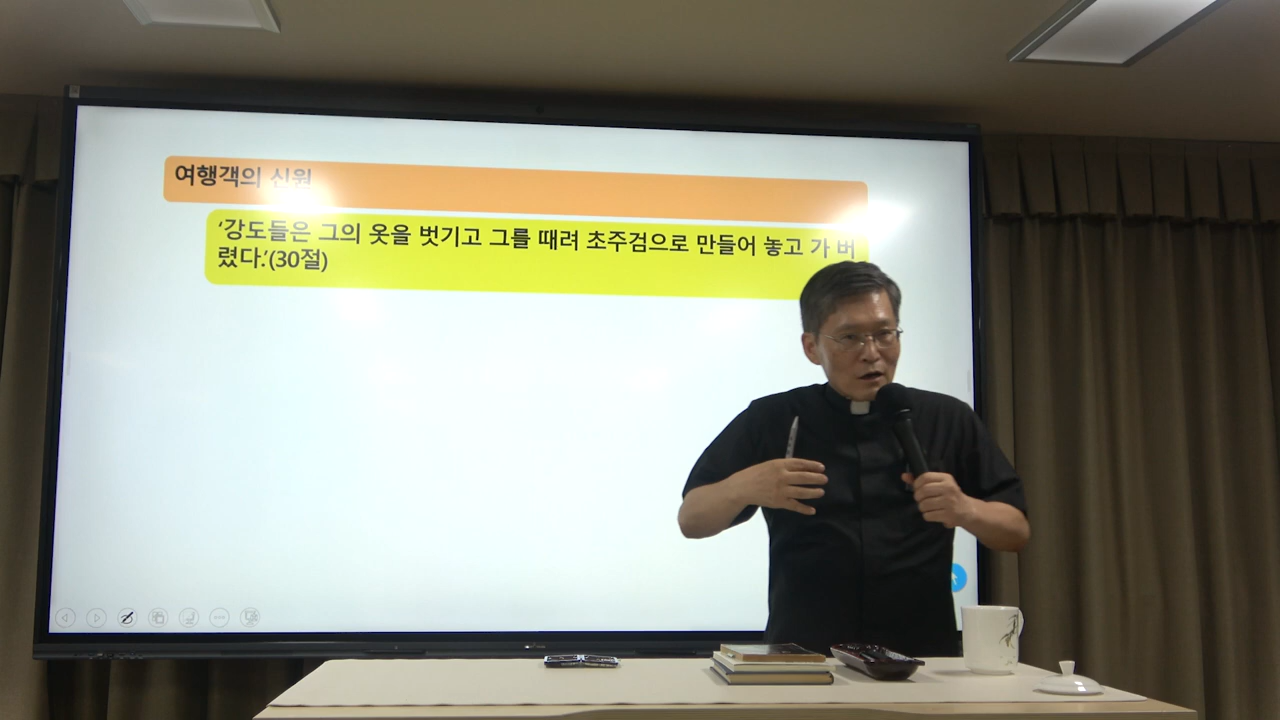 여행객의 신원
‘강도들은 그의 옷을 벗기고 그를 때려 초주검으로 만들어 놓고 가 버
렸다.’(30절)